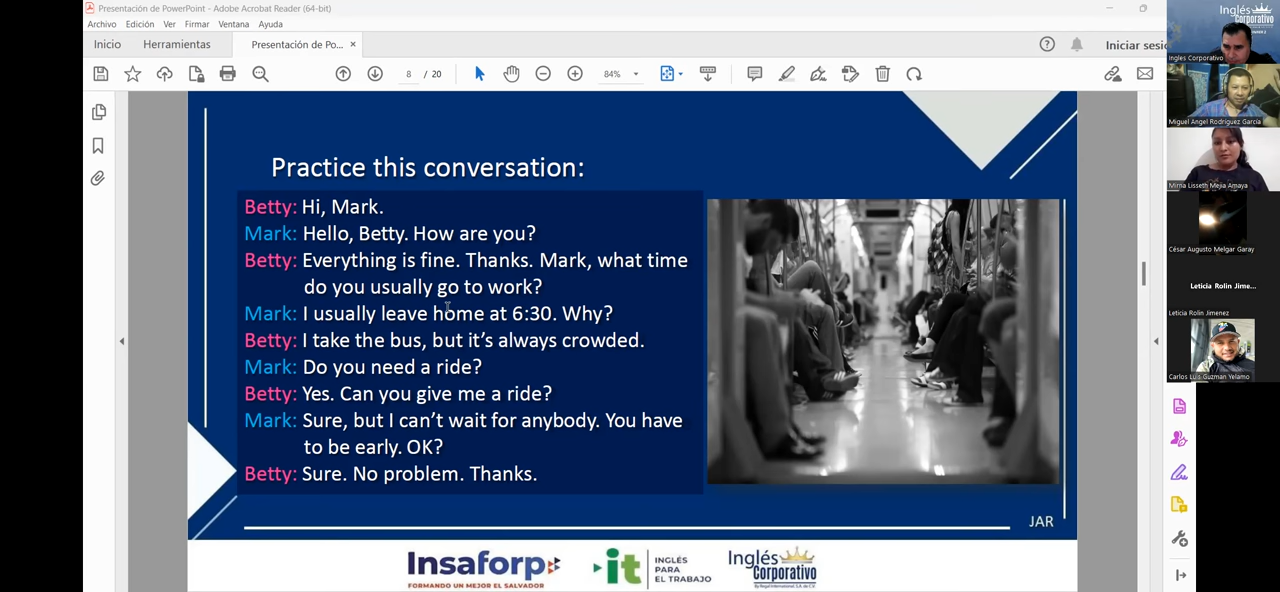 Presentación de PowerPoint - Adobe Acrobat Reader (64-bit)
Archivo Edición Ver Firmar Ventana Ayuda
Inicio Herramientas Presentación de Po... × Iniciar sesió
8 / 20 84%
Practice this conversation:
Betty: Hi, Mark.
Mark: Hello, Betty. How are you?
Betty: Everything is fine. Thanks. Mark, what time
do you usually go to work?
Mark: I usually leave home at 6:30. Why?
Betty: I take the bus, but it's always crowded.
Mark: Do you need a ride?
Betty: Yes. Can you give me a ride?
Mark: Sure, but I can't wait for anybody. You have
to be early. OK?
Betty: Sure. No problem. Thanks.
JAR
Insaforp
FORMANDO UN MEJOR EL SALVADOR
it
INGLÉS
PARA
EL TRABAJO
Inglés
Corporativo
Inglés
Corporativo
Ingles Corporativo
Miguel Angel Rodriguez García
Mirna Lisseth Mejia Amaya
César Augusto Melgar Garay
Leticia Rolin Jime...
Leticia Rolin Jimenez
Carlos Luis Guzman Yelamo